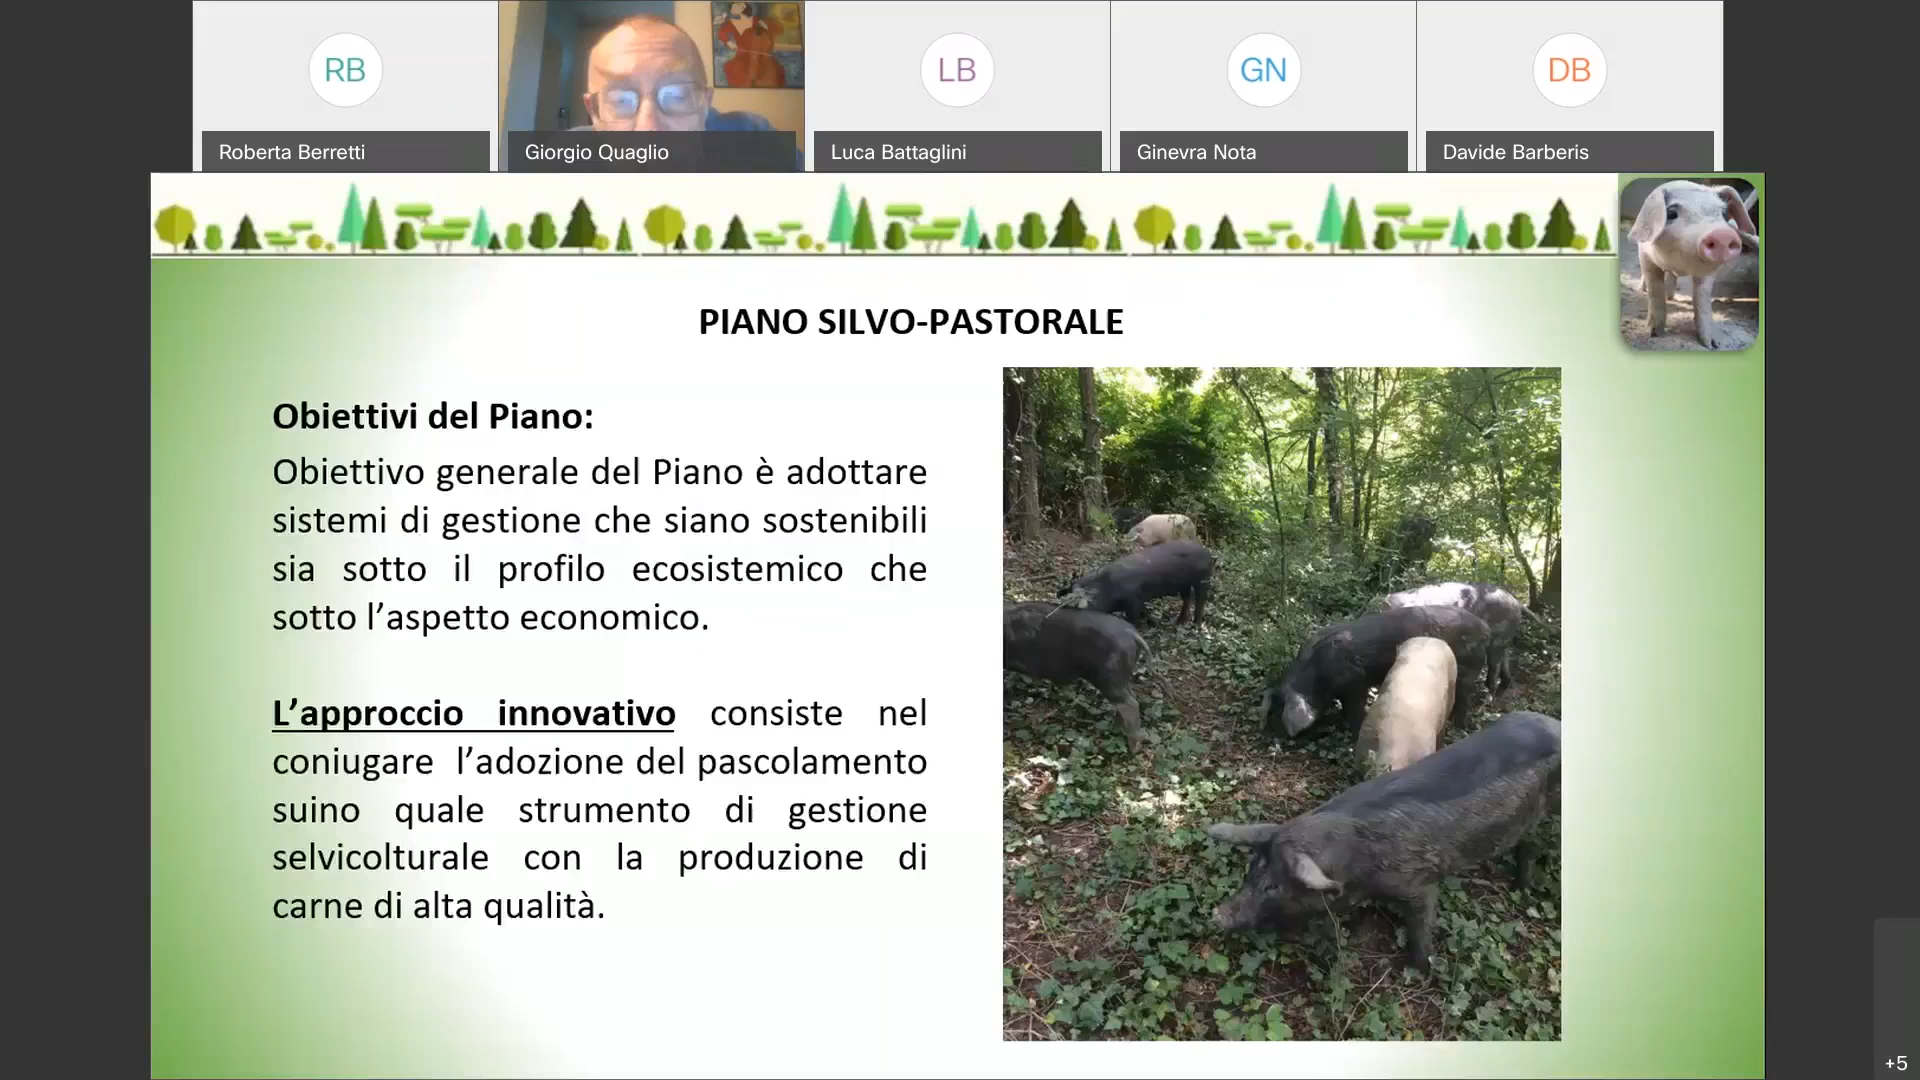 RB
LB
GN
DB
Roberta Berretti
Giorgio Quaglio
Luca Battaglini
Ginevra Nota
Davide Barberis
PIANO SILVO-PASTORALE
Obiettivi del Piano:
Obiettivo generale del Piano è adottare
sistemi di gestione che siano sostenibili
sia sotto il profilo ecosistemico che
sotto l’aspetto economico.
L’approccio innovativo consiste nel
coniugare l’adozione del pascolamento
suino quale strumento di gestione
selvicolturale con la produzione di
carne di alta qualità.
+5